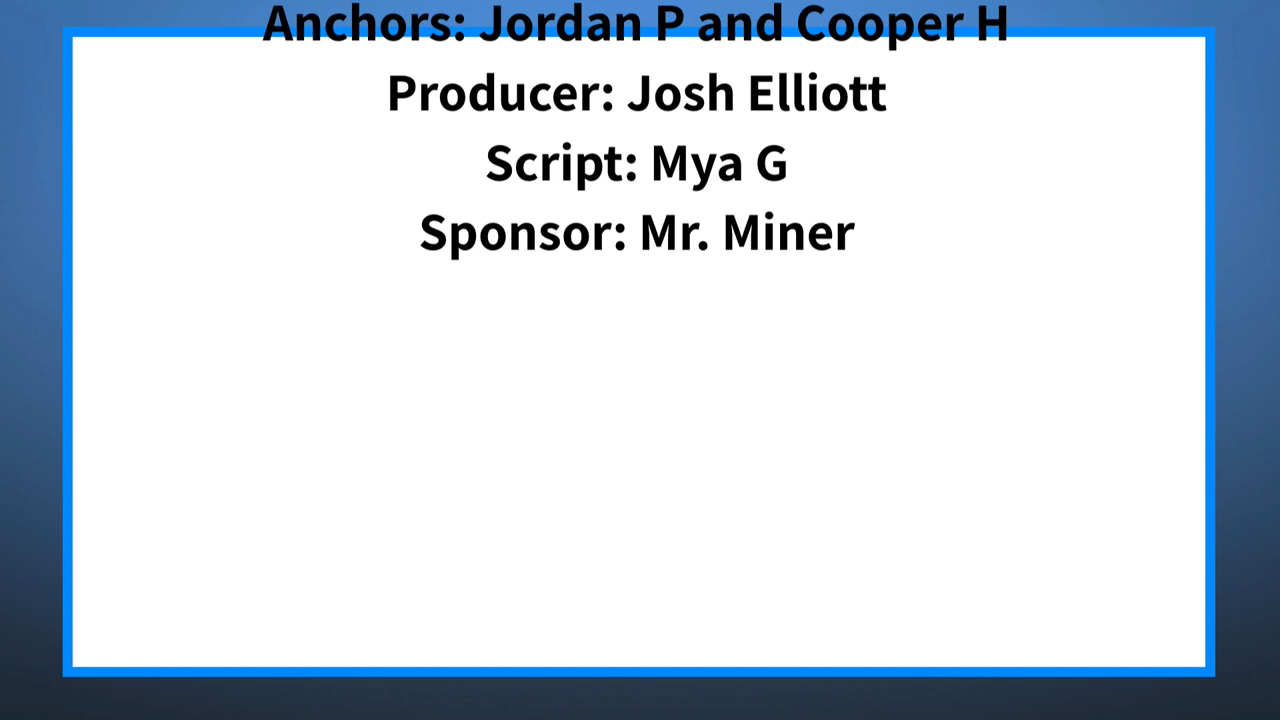 Anchors: Jordan P and Cooper H
Producer: Josh Elliott
Script: Mya G
Sponsor: Mr. Miner